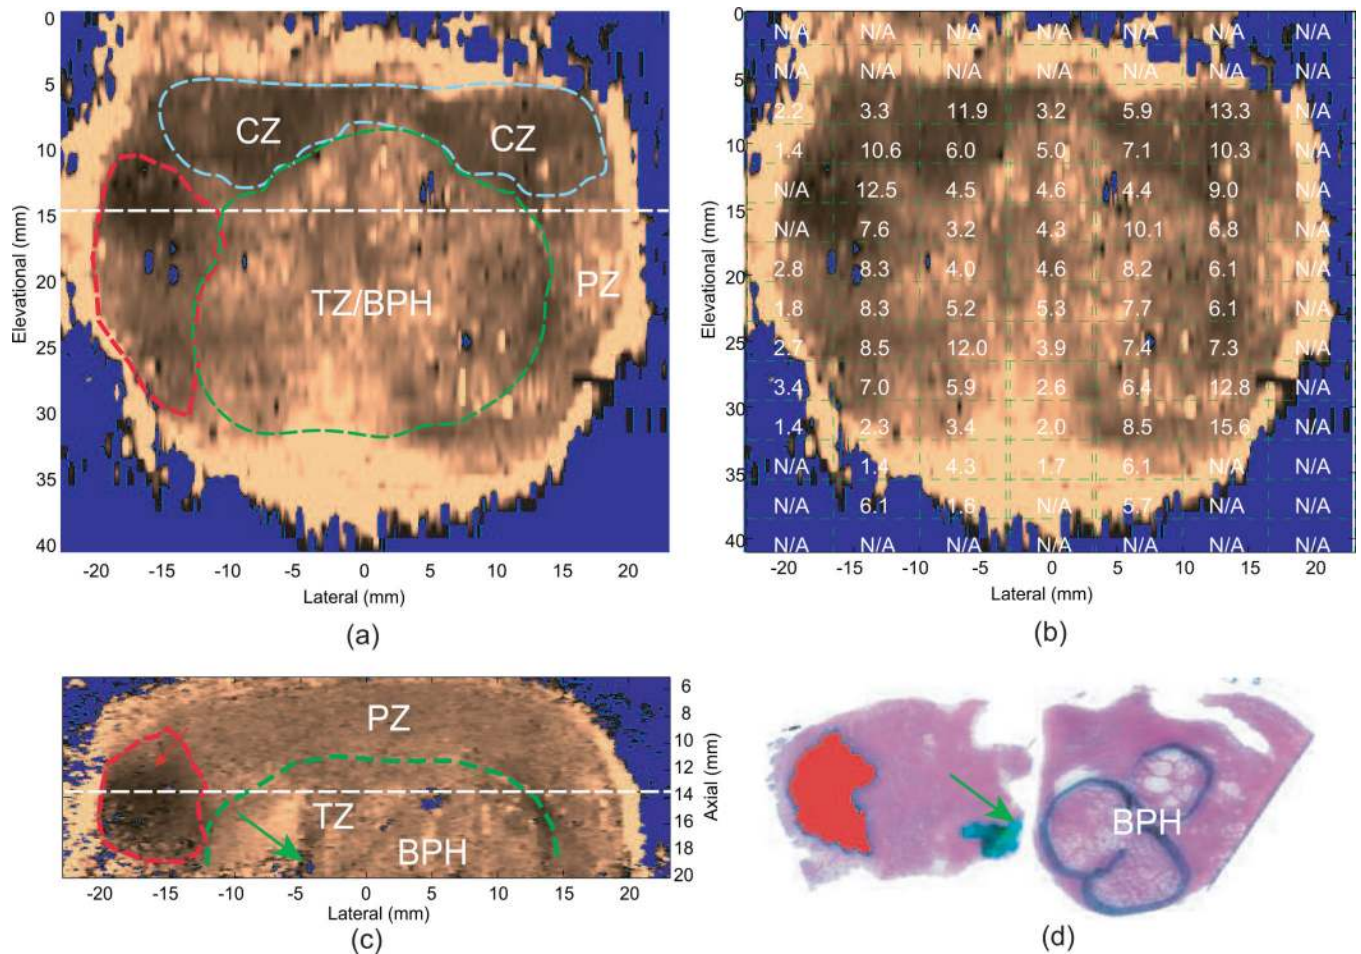 0
5
10
15
20
25
30
35
40
Elevational (mm)
CZ
CZ
TZ/BPH
PZ
-20
-15
-10
-5
0
5
10
15
20
Lateral (mm)
(a)
0
5
10
15
20
25
30
35
40
Elevational (mm)
N/A N/A N/A N/A N/A N/A N/A
N/A N/A N/A N/A N/A N/A N/A
2.2 3.3 11.9 3.2 5.9 13.3 N/A
1.4 10.6 6.0 5.0 7.1 10.3 N/A
N/A 12.5 4.5 4.6 4.4 9.0 N/A
N/A 7.6 3.2 4.3 10.1 6.8 N/A
2.8 8.3 4.0 4.6 8.2 6.1 N/A
1.8 8.3 5.2 5.3 7.7 6.1 N/A
2.7 8.5 12.0 3.9 7.4 7.3 N/A
3.4 7.0 5.9 2.6 6.4 12.8 N/A
1.4 2.3 3.4 2.0 8.5 15.6 N/A
N/A 1.4 4.3 1.7 6.1 N/A N/A
N/A 6.1 1.6 N/A 5.7 N/A N/A
N/A N/A N/A N/A N/A N/A N/A
-20 -15 -10 -5 0 5 10 15 20
Lateral (mm)
(b)
PZ
TZ
BPH
6
8
10
12
14
16
18
20
Axial (mm)
-20 -15 -10 -5 0 5 10 15 20
Lateral (mm)
(c)
BPH
(d)